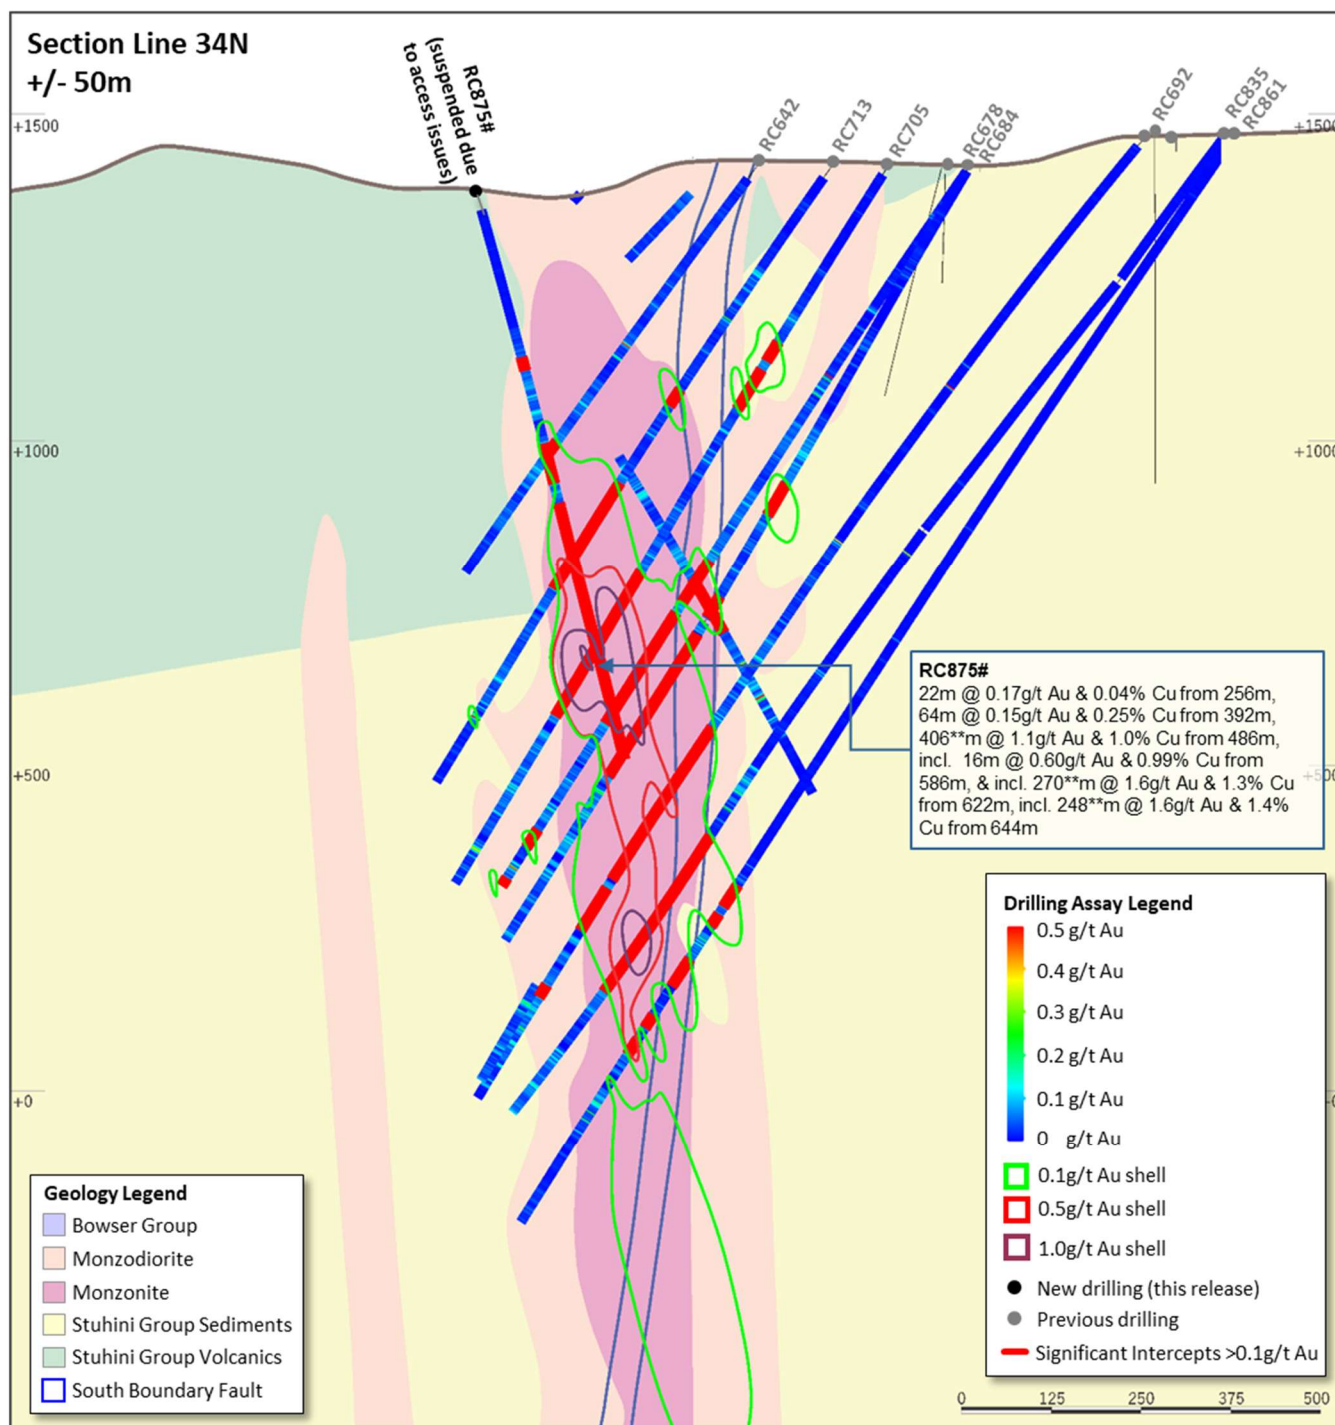 Section Line 34N
+/- 50m
RC875#
(suspended due
to access issues)
RC642
RC713
RC705
RC678
RC684
RC692
RC835
RC861
+1500
+1500
+1000
+1000
+500
+0
RC875#
22m @ 0.17g/t Au & 0.04% Cu from 256m,
64m @ 0.15g/t Au & 0.25% Cu from 392m,
406**m @ 1.1g/t Au & 1.0% Cu from 486m,
incl. 16m @ 0.60g/t Au & 0.99% Cu from
586m, & incl. 270**m @ 1.6g/t Au & 1.3% Cu
from 622m, incl. 248**m @ 1.6g/t Au & 1.4%
Cu from 644m
Drilling Assay Legend
0.5 g/t Au
0.4 g/t Au
0.3 g/t Au
0.2 g/t Au
0.1 g/t Au
0 g/t Au
0.1g/t Au shell
0.5g/t Au shell
1.0g/t Au shell
New drilling (this release)
Previous drilling
Significant Intercepts >0.1g/t Au
Geology Legend
Bowser Group
Monzodiorite
Monzonite
Stuhini Group Sediments
Stuhini Group Volcanics
South Boundary Fault
0 125 250 375 500